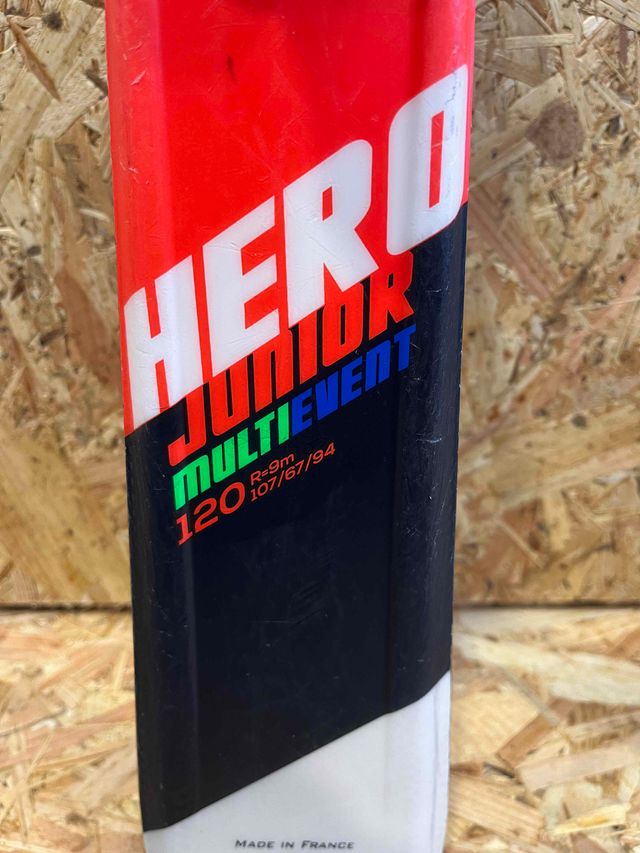 HERO
JUNIOR
MULTIEVENT
120 R=9m
107/67/94
MADE IN FRANCE